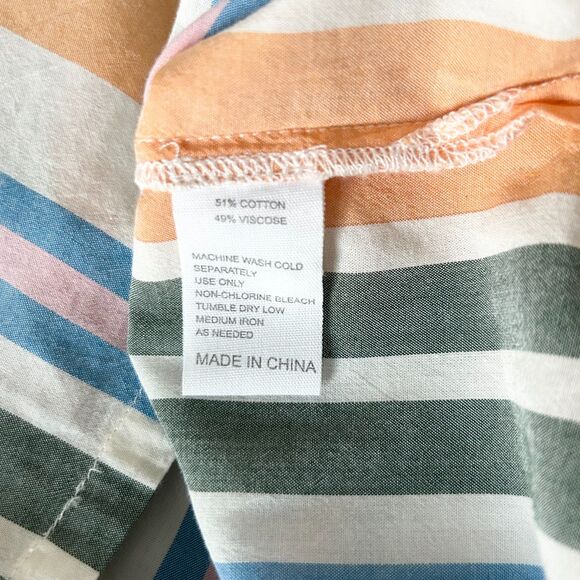 51% COTTON
49% VISCOSE
MACHINE WASH COLD
SEPARATELY
USE ONLY
NON-CHLORINE BLEACH
TUMBLE DRY LOW
MEDIUM IRON
AS NEEDED
MADE IN CHINA